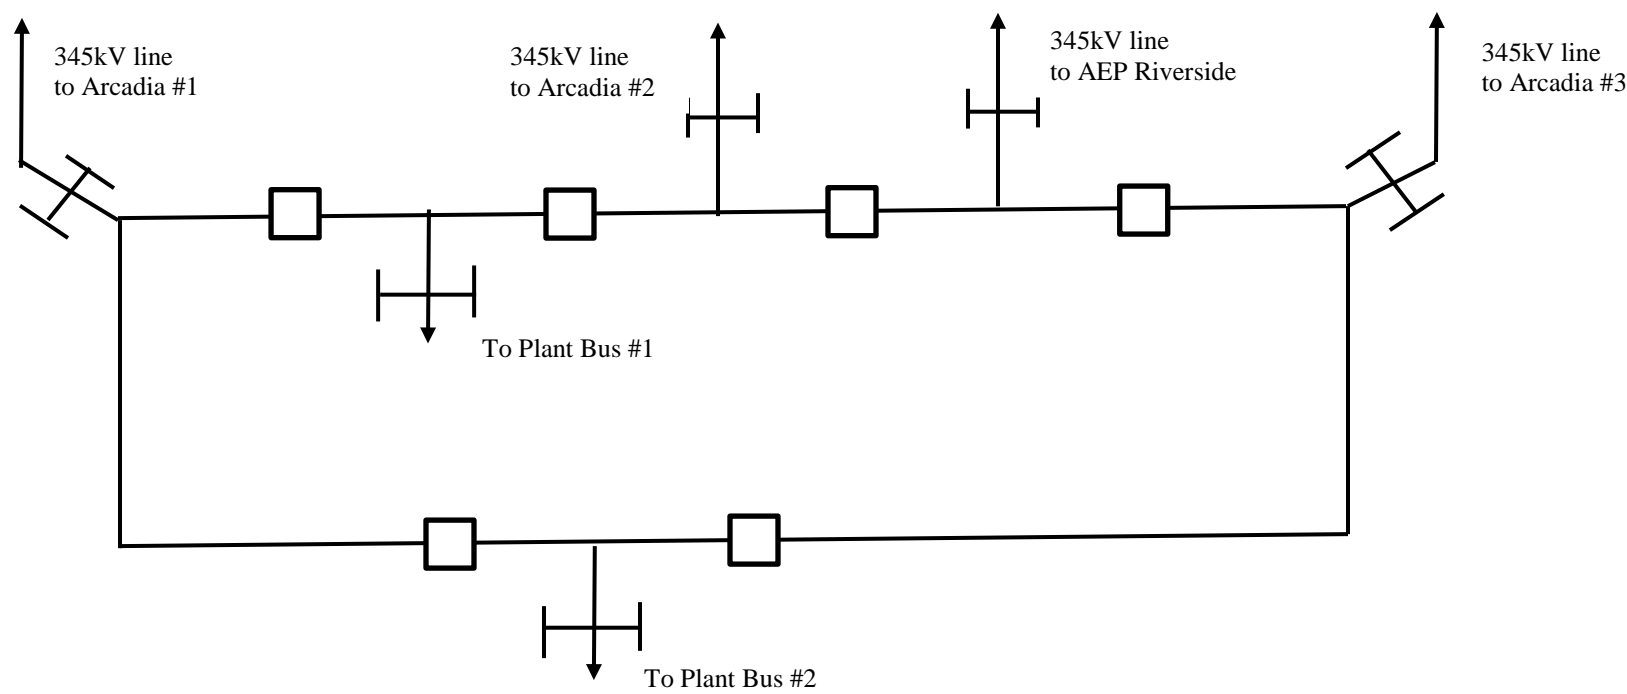 345kV line
to Arcadia #1
345kV line
to Arcadia #2
345kV line
to AEP Riverside
345kV line
to Arcadia #3
To Plant Bus #1
To Plant Bus #2